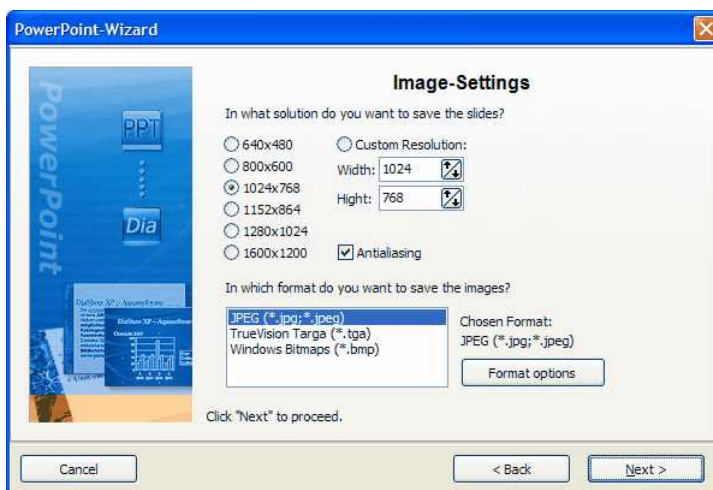 PowerPoint-Wizard
PowerPoint
PPT
Dia
Image-Settings
In what solution do you want to save the slides?
640x480
800x600
1024x768
1152x864
1280x1024
1600x1200
Custom Resolution:
Width: 1024
Hight: 768
Antialiasing
In which format do you want to save the images?
JPEG (*.jpg;*.jpeg)
TrueVision Targa (*.tga)
Windows Bitmaps (*.bmp)
Chosen Format:
JPEG (*.jpg;*.jpeg)
Format options
Click "Next" to proceed.
Cancel
< Back
Next >